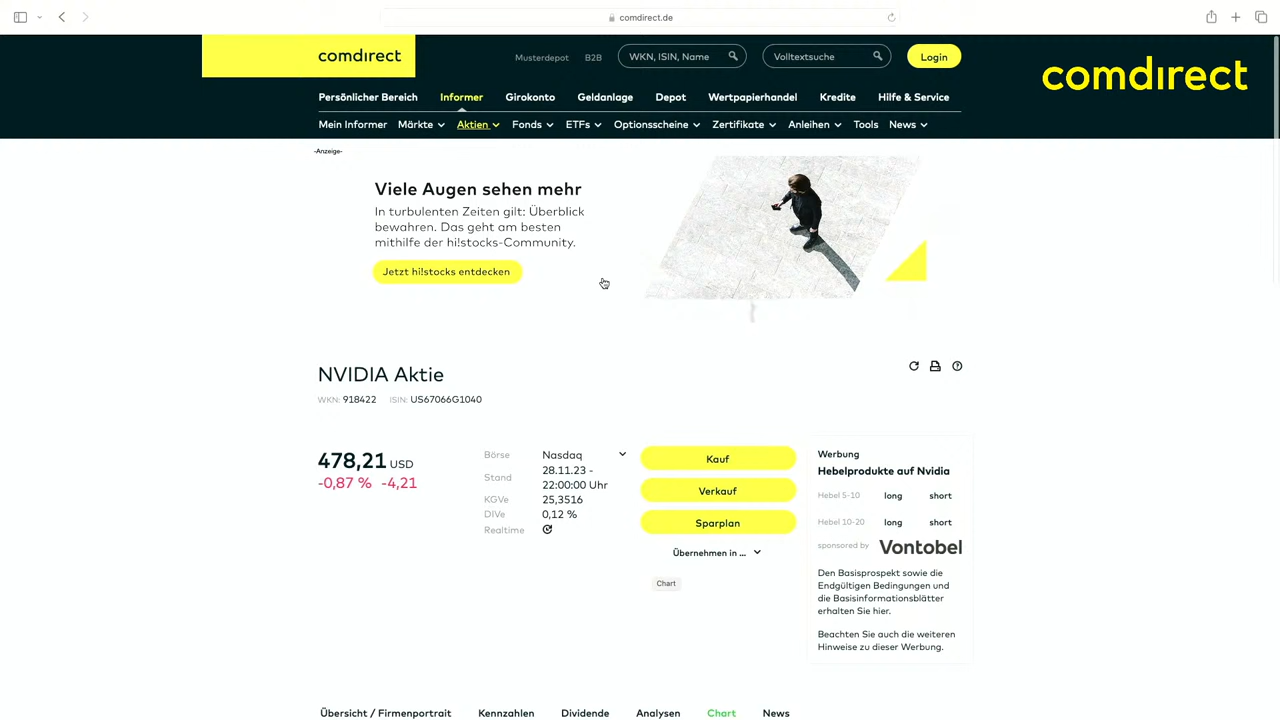 comdirect.de
comdirect
Musterdepot B2B WKN, ISIN, Name Volltextsuche Login
comdirect
Persönlicher Bereich Informer Girokonto Geldanlage Depot Wertpapierhandel Kredite Hilfe & Service
Mein Informer Märkte Aktien Fonds ETFs Optionsscheine Zertifikate Anleihen Tools News
-Anzeige-
Viele Augen sehen mehr
In turbulenten Zeiten gilt: Überblick
bewahren. Das geht am besten
mithilfe der hi!stocks-Community.
Jetzt hi!stocks entdecken
NVIDIA Aktie
WKN: 918422 ISIN: US67066G1040
478,21 USD
-0,87 % -4,21
Börse Nasdaq
Stand 28.11.23 -
22:00:00 Uhr
KGVe 25,3516
DIVe 0,12 %
Realtime
Kauf
Verkauf
Sparplan
Übernehmen in ...
Chart
Werbung
Hebelprodukte auf Nvidia
Hebel 5-10 long short
Hebel 10-20 long short
sponsored by Vontobel
Den Basisprospekt sowie die
Endgültigen Bedingungen und
die Basisinformationsblätter
erhalten Sie hier.
Beachten Sie auch die weiteren
Hinweise zu dieser Werbung.
Übersicht / Firmenportrait Kennzahlen Dividende Analysen Chart News